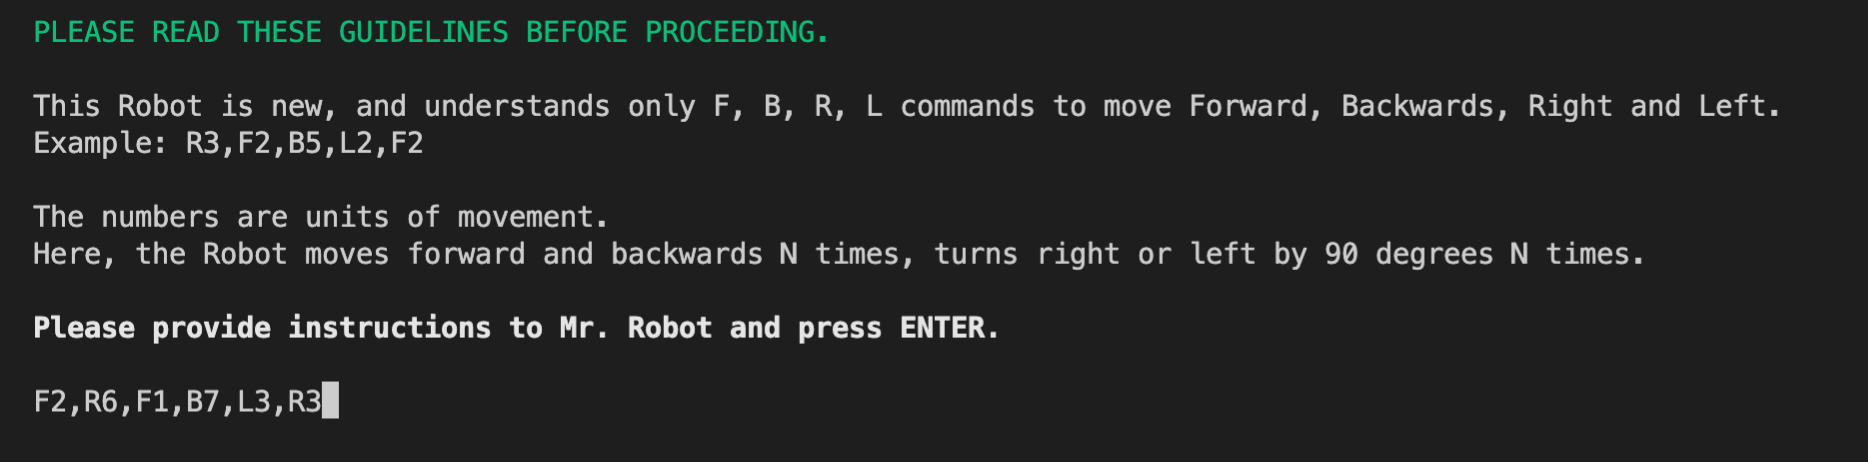 PLEASE READ THESE GUIDELINES BEFORE PROCEEDING.
This Robot is new, and understands only F, B, R, L commands to move Forward, Backwards, Right and Left.
Example: R3,F2,B5,L2,F2
The numbers are units of movement.
Here, the Robot moves forward and backwards N times, turns right or left by 90 degrees N times.
Please provide instructions to Mr. Robot and press ENTER.
F2,R6,F1,B7,L3,R3